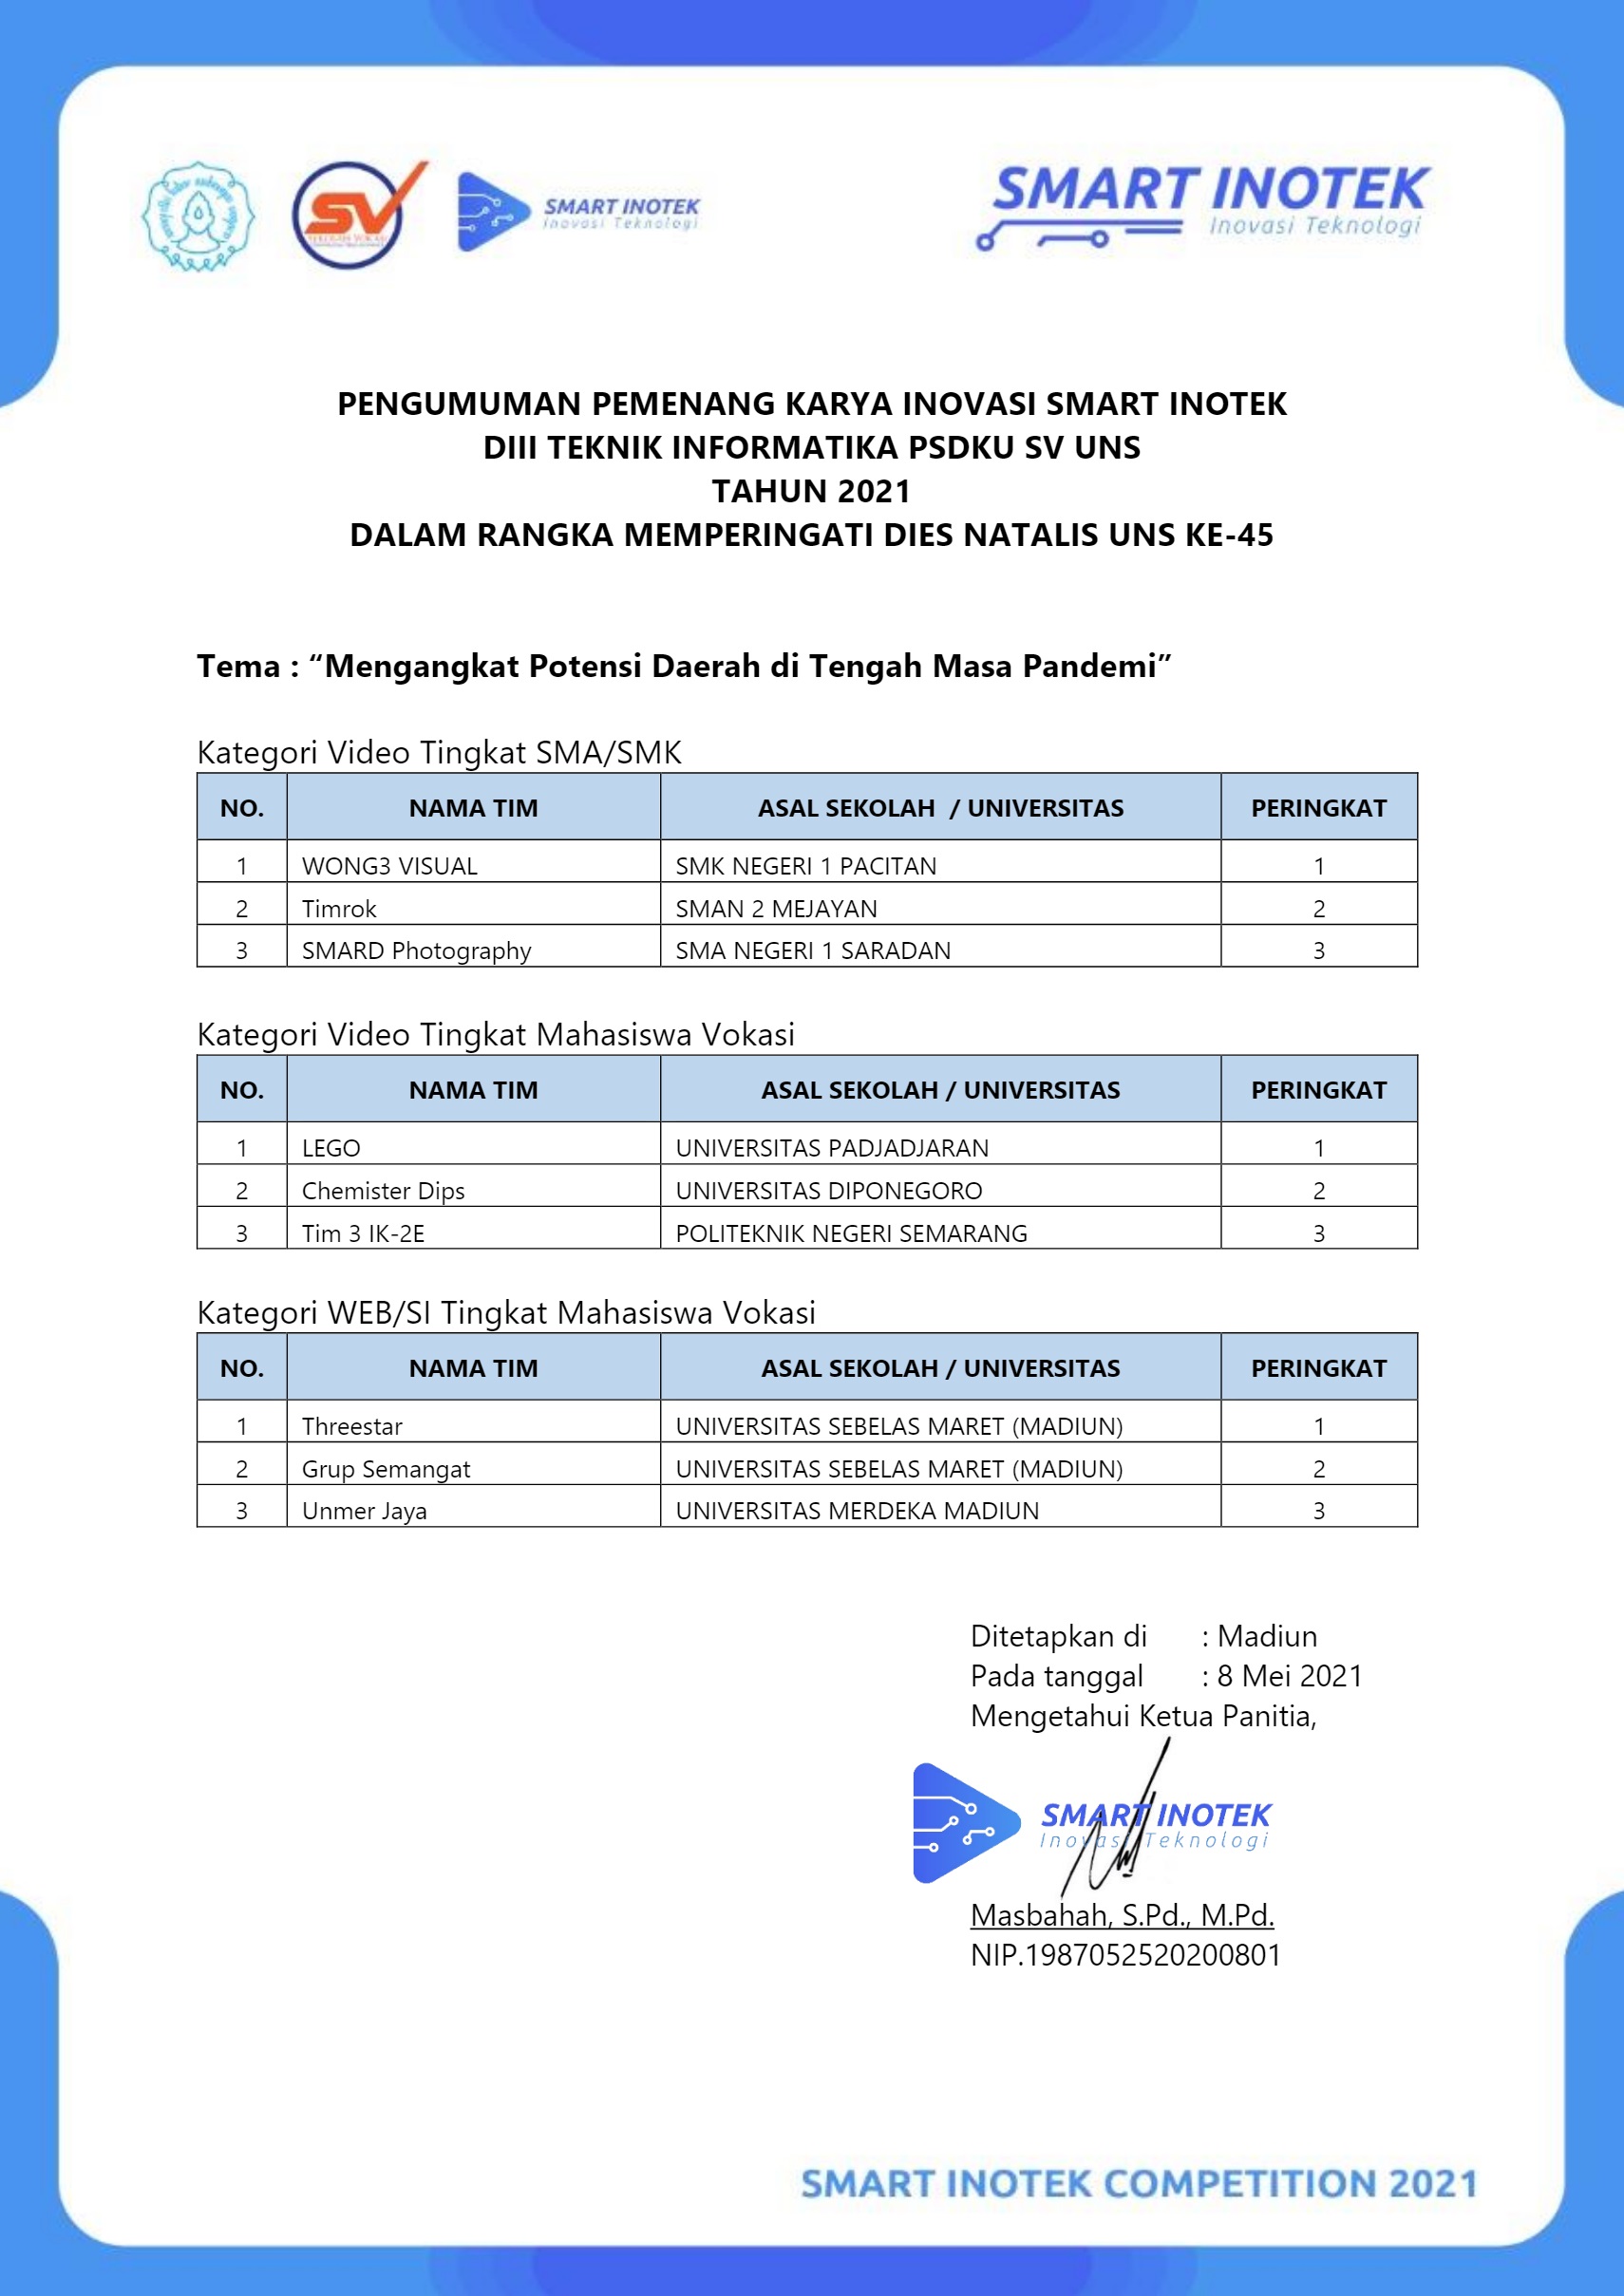 SV
SMART INOTEK
Inovasi Teknologi
SMART INOTEK
Inovasi Teknologi
PENGUMUMAN PEMENANG KARYA INOVASI SMART INOTEK
DIII TEKNIK INFORMATIKA PSDKU SV UNS
TAHUN 2021
DALAM RANGKA MEMPERINGATI DIES NATALIS UNS KE-45
Tema : “Mengangkat Potensi Daerah di Tengah Masa Pandemi”
Kategori Video Tingkat SMA/SMK
NO. NAMA TIM ASAL SEKOLAH / UNIVERSITAS PERINGKAT
1 WONG3 VISUAL SMK NEGERI 1 PACITAN 1
2 Timrok SMAN 2 MEJAYAN 2
3 SMARD Photography SMA NEGERI 1 SARADAN 3
Kategori Video Tingkat Mahasiswa Vokasi
NO. NAMA TIM ASAL SEKOLAH / UNIVERSITAS PERINGKAT
1 LEGO UNIVERSITAS PADJADJARAN 1
2 Chemister Dips UNIVERSITAS DIPONEGORO 2
3 Tim 3 IK-2E POLITEKNIK NEGERI SEMARANG 3
Kategori WEB/SI Tingkat Mahasiswa Vokasi
NO. NAMA TIM ASAL SEKOLAH / UNIVERSITAS PERINGKAT
1 Threestar UNIVERSITAS SEBELAS MARET (MADIUN) 1
2 Grup Semangat UNIVERSITAS SEBELAS MARET (MADIUN) 2
3 Unmer Jaya UNIVERSITAS MERDEKA MADIUN 3
Ditetapkan di : Madiun
Pada tanggal : 8 Mei 2021
Mengetahui Ketua Panitia,
SMART INOTEK
Inovasi Teknologi
Masbahah, S.Pd., M.Pd.
NIP.1987052520200801
SMART INOTEK COMPETITION 2021